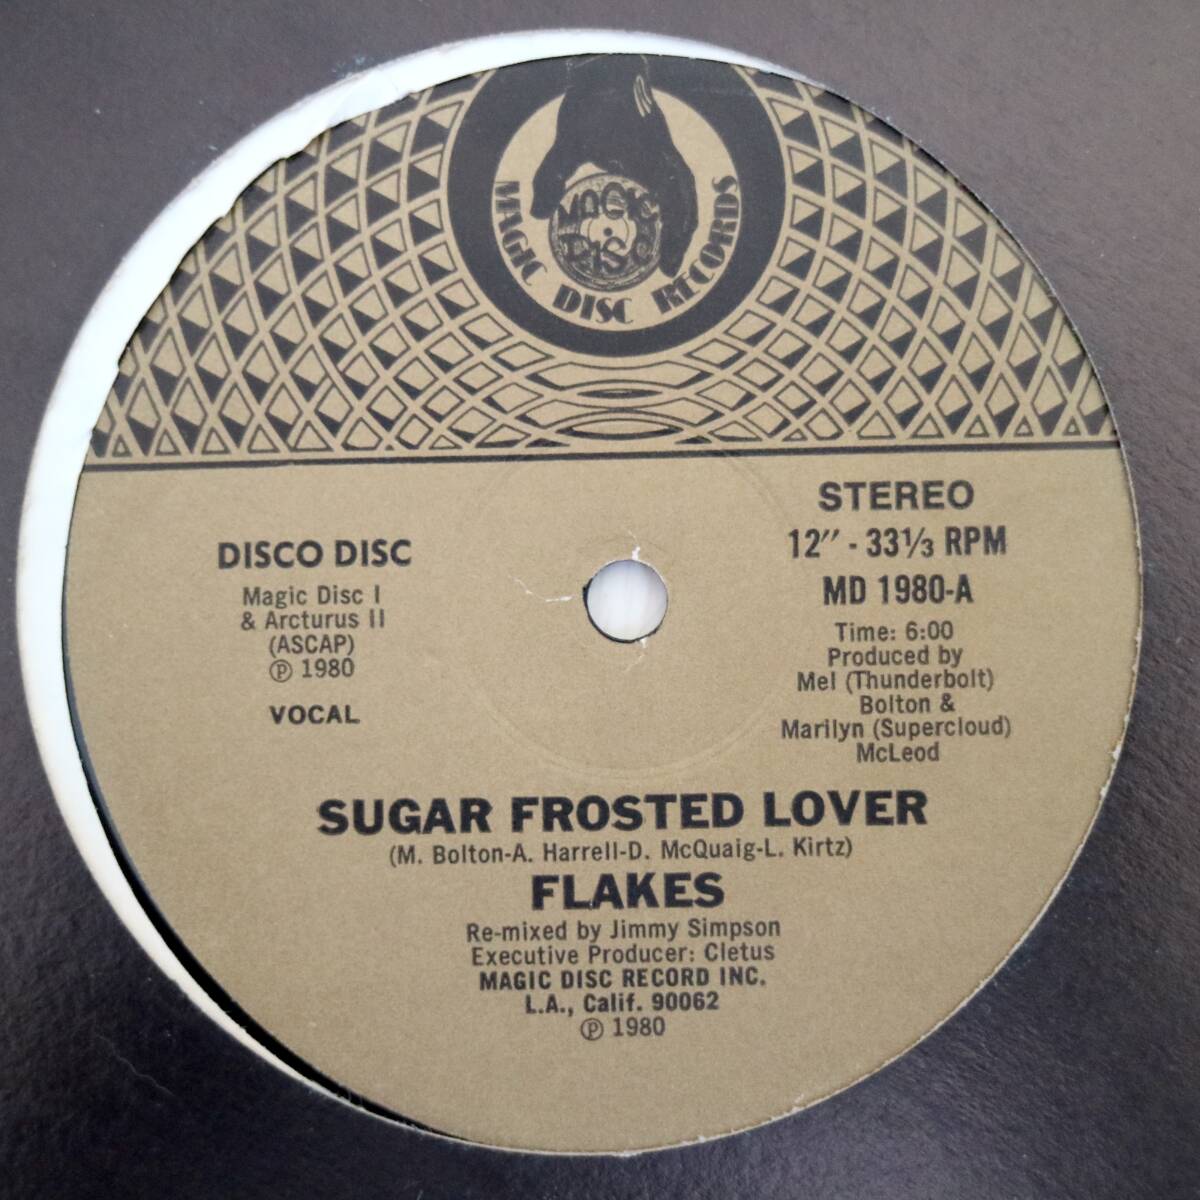 MAGIC DISC
MAGIC DISC RECORDS
DISCO DISC
Magic Disc I
& Arcturus II
(ASCAP)
Ⓟ 1980
VOCAL
STEREO
12″ - 33⅓ RPM
MD 1980-A
Time: 6:00
Produced by
Mel (Thunderbolt)
Bolton &
Marilyn (Supercloud)
McLeod
SUGAR FROSTED LOVER
(M. Bolton-A. Harrell-D. McQuaig-L. Kirtz)
FLAKES
Re-mixed by Jimmy Simpson
Executive Producer: Cletus
MAGIC DISC RECORD INC.
L.A., Calif. 90062
Ⓟ 1980